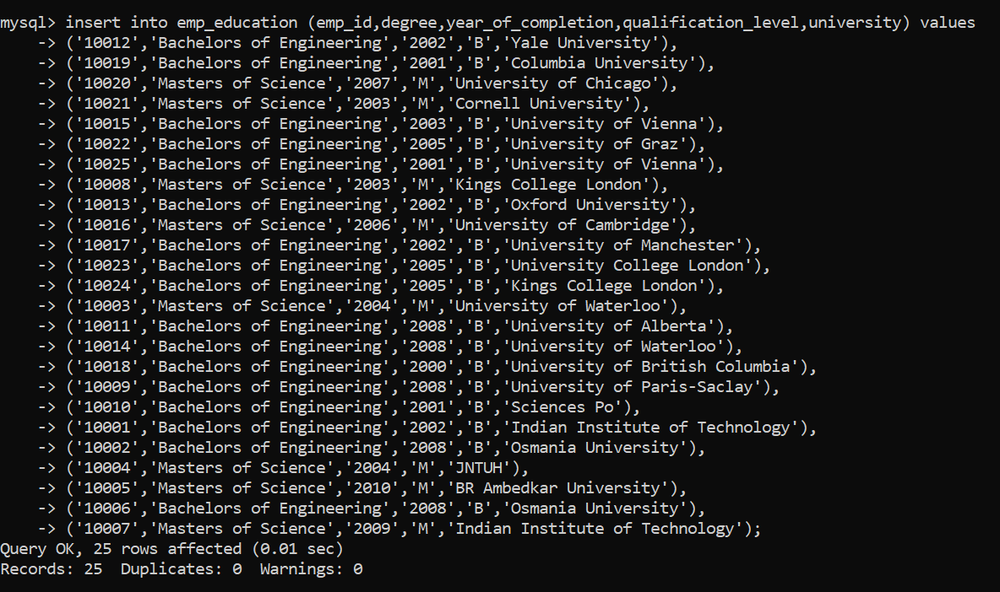 mysql> insert into emp_education (emp_id,degree,year_of_completion,qualification_level,university) values
    -> ('10012','Bachelors of Engineering','2002','B','Yale University'),
    -> ('10019','Bachelors of Engineering','2001','B','Columbia University'),
    -> ('10020','Masters of Science','2007','M','University of Chicago'),
    -> ('10021','Masters of Science','2003','M','Cornell University'),
    -> ('10015','Bachelors of Engineering','2003','B','University of Vienna'),
    -> ('10022','Bachelors of Engineering','2005','B','University of Graz'),
    -> ('10025','Bachelors of Engineering','2001','B','University of Vienna'),
    -> ('10008','Masters of Science','2003','M','Kings College London'),
    -> ('10013','Bachelors of Engineering','2002','B','Oxford University'),
    -> ('10016','Masters of Science','2006','M','University of Cambridge'),
    -> ('10017','Bachelors of Engineering','2002','B','University of Manchester'),
    -> ('10023','Bachelors of Engineering','2005','B','University College London'),
    -> ('10024','Bachelors of Engineering','2005','B','Kings College London'),
    -> ('10003','Masters of Science','2004','M','University of Waterloo'),
    -> ('10011','Bachelors of Engineering','2008','B','University of Alberta'),
    -> ('10014','Bachelors of Engineering','2008','B','University of Waterloo'),
    -> ('10018','Bachelors of Engineering','2000','B','University of British Columbia'),
    -> ('10009','Bachelors of Engineering','2008','B','University of Paris-Saclay'),
    -> ('10010','Bachelors of Engineering','2001','B','Sciences Po'),
    -> ('10001','Bachelors of Engineering','2002','B','Indian Institute of Technology'),
    -> ('10002','Bachelors of Engineering','2008','B','Osmania University'),
    -> ('10004','Masters of Science','2004','M','JNTUH'),
    -> ('10005','Masters of Science','2010','M','BR Ambedkar University'),
    -> ('10006','Bachelors of Engineering','2008','B','Osmania University'),
    -> ('10007','Masters of Science','2009','M','Indian Institute of Technology');
Query OK, 25 rows affected (0.01 sec)
Records: 25  Duplicates: 0  Warnings: 0